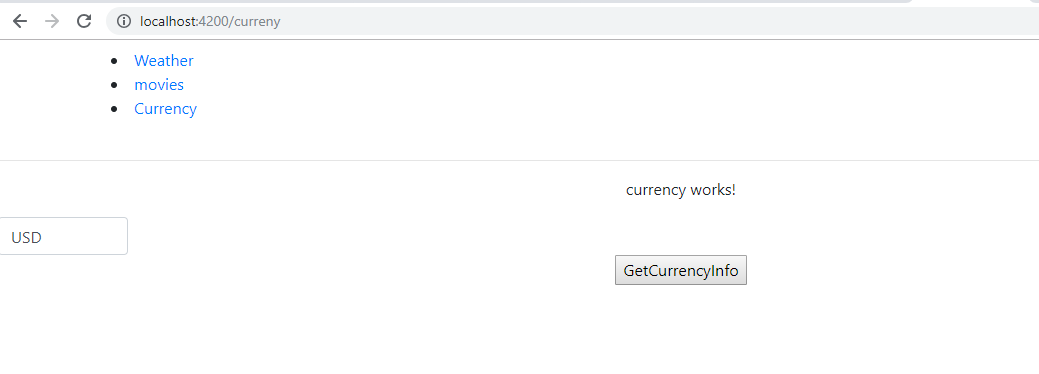 localhost:4200/curreny
Weather
movies
Currency
currency works!
USD
GetCurrencyInfo